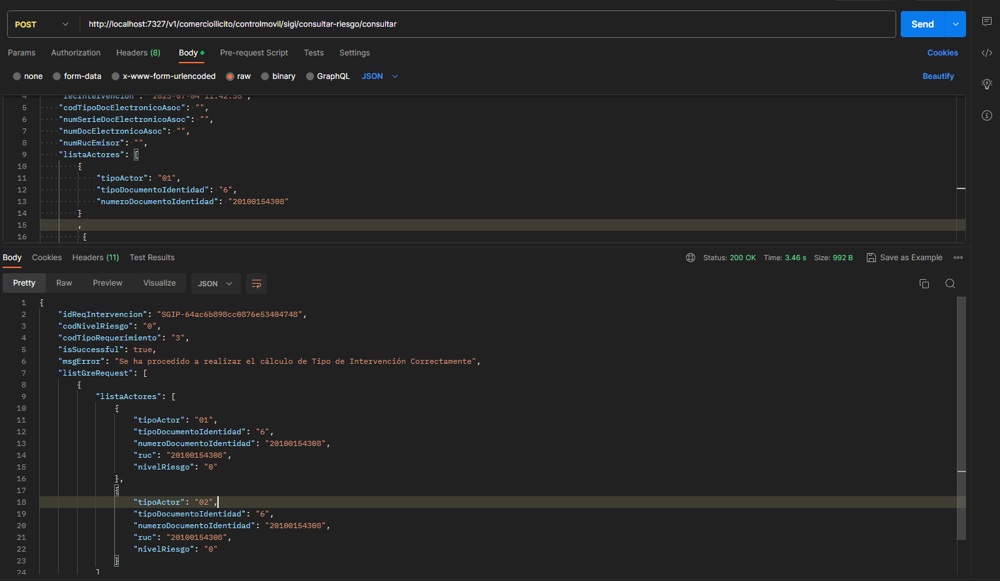 POST http://localhost:7327/v1/comercioilicito/controlmovil/sigi/consultar-riesgo/consultar Send
Params Authorization Headers (8) Body Pre-request Script Tests Settings Cookies
none form-data x-www-form-urlencoded raw binary GraphQL JSON Beautify
4 "fecIntervencion": "2023-07-04 11:42:35",
5 "codTipoDocElectronicoAsoc": "",
6 "numSerieDocElectronicoAsoc": "",
7 "numDocElectronicoAsoc": "",
8 "numRucEmisor": "",
9 "listaActores": [
10 {
11 "tipoActor": "01",
12 "tipoDocumentoIdentidad": "6",
13 "numeroDocumentoIdentidad": "20100154308"
14 }
15 ,
16 {
Body Cookies Headers (11) Test Results Status: 200 OK Time: 3.46 s Size: 992 B Save as Example
Pretty Raw Preview Visualize JSON
1 {
2 "idReqIntervencion": "SGIP-64ac6b898cc0876e53404748",
3 "codNivelRiesgo": "0",
4 "codTipoRequerimiento": "3",
5 "isSuccessful": true,
6 "msgError": "Se ha procedido a realizar el cálculo de Tipo de Intervención Correctamente",
7 "listGreRequest": [
8 {
9 "listaActores": [
10 {
11 "tipoActor": "01",
12 "tipoDocumentoIdentidad": "6",
13 "numeroDocumentoIdentidad": "20100154308",
14 "ruc": "20100154308",
15 "nivelRiesgo": "0"
16 },
17 {
18 "tipoActor": "02",
19 "tipoDocumentoIdentidad": "6",
20 "numeroDocumentoIdentidad": "20100154308",
21 "ruc": "20100154308",
22 "nivelRiesgo": "0"
23 }
24 ]